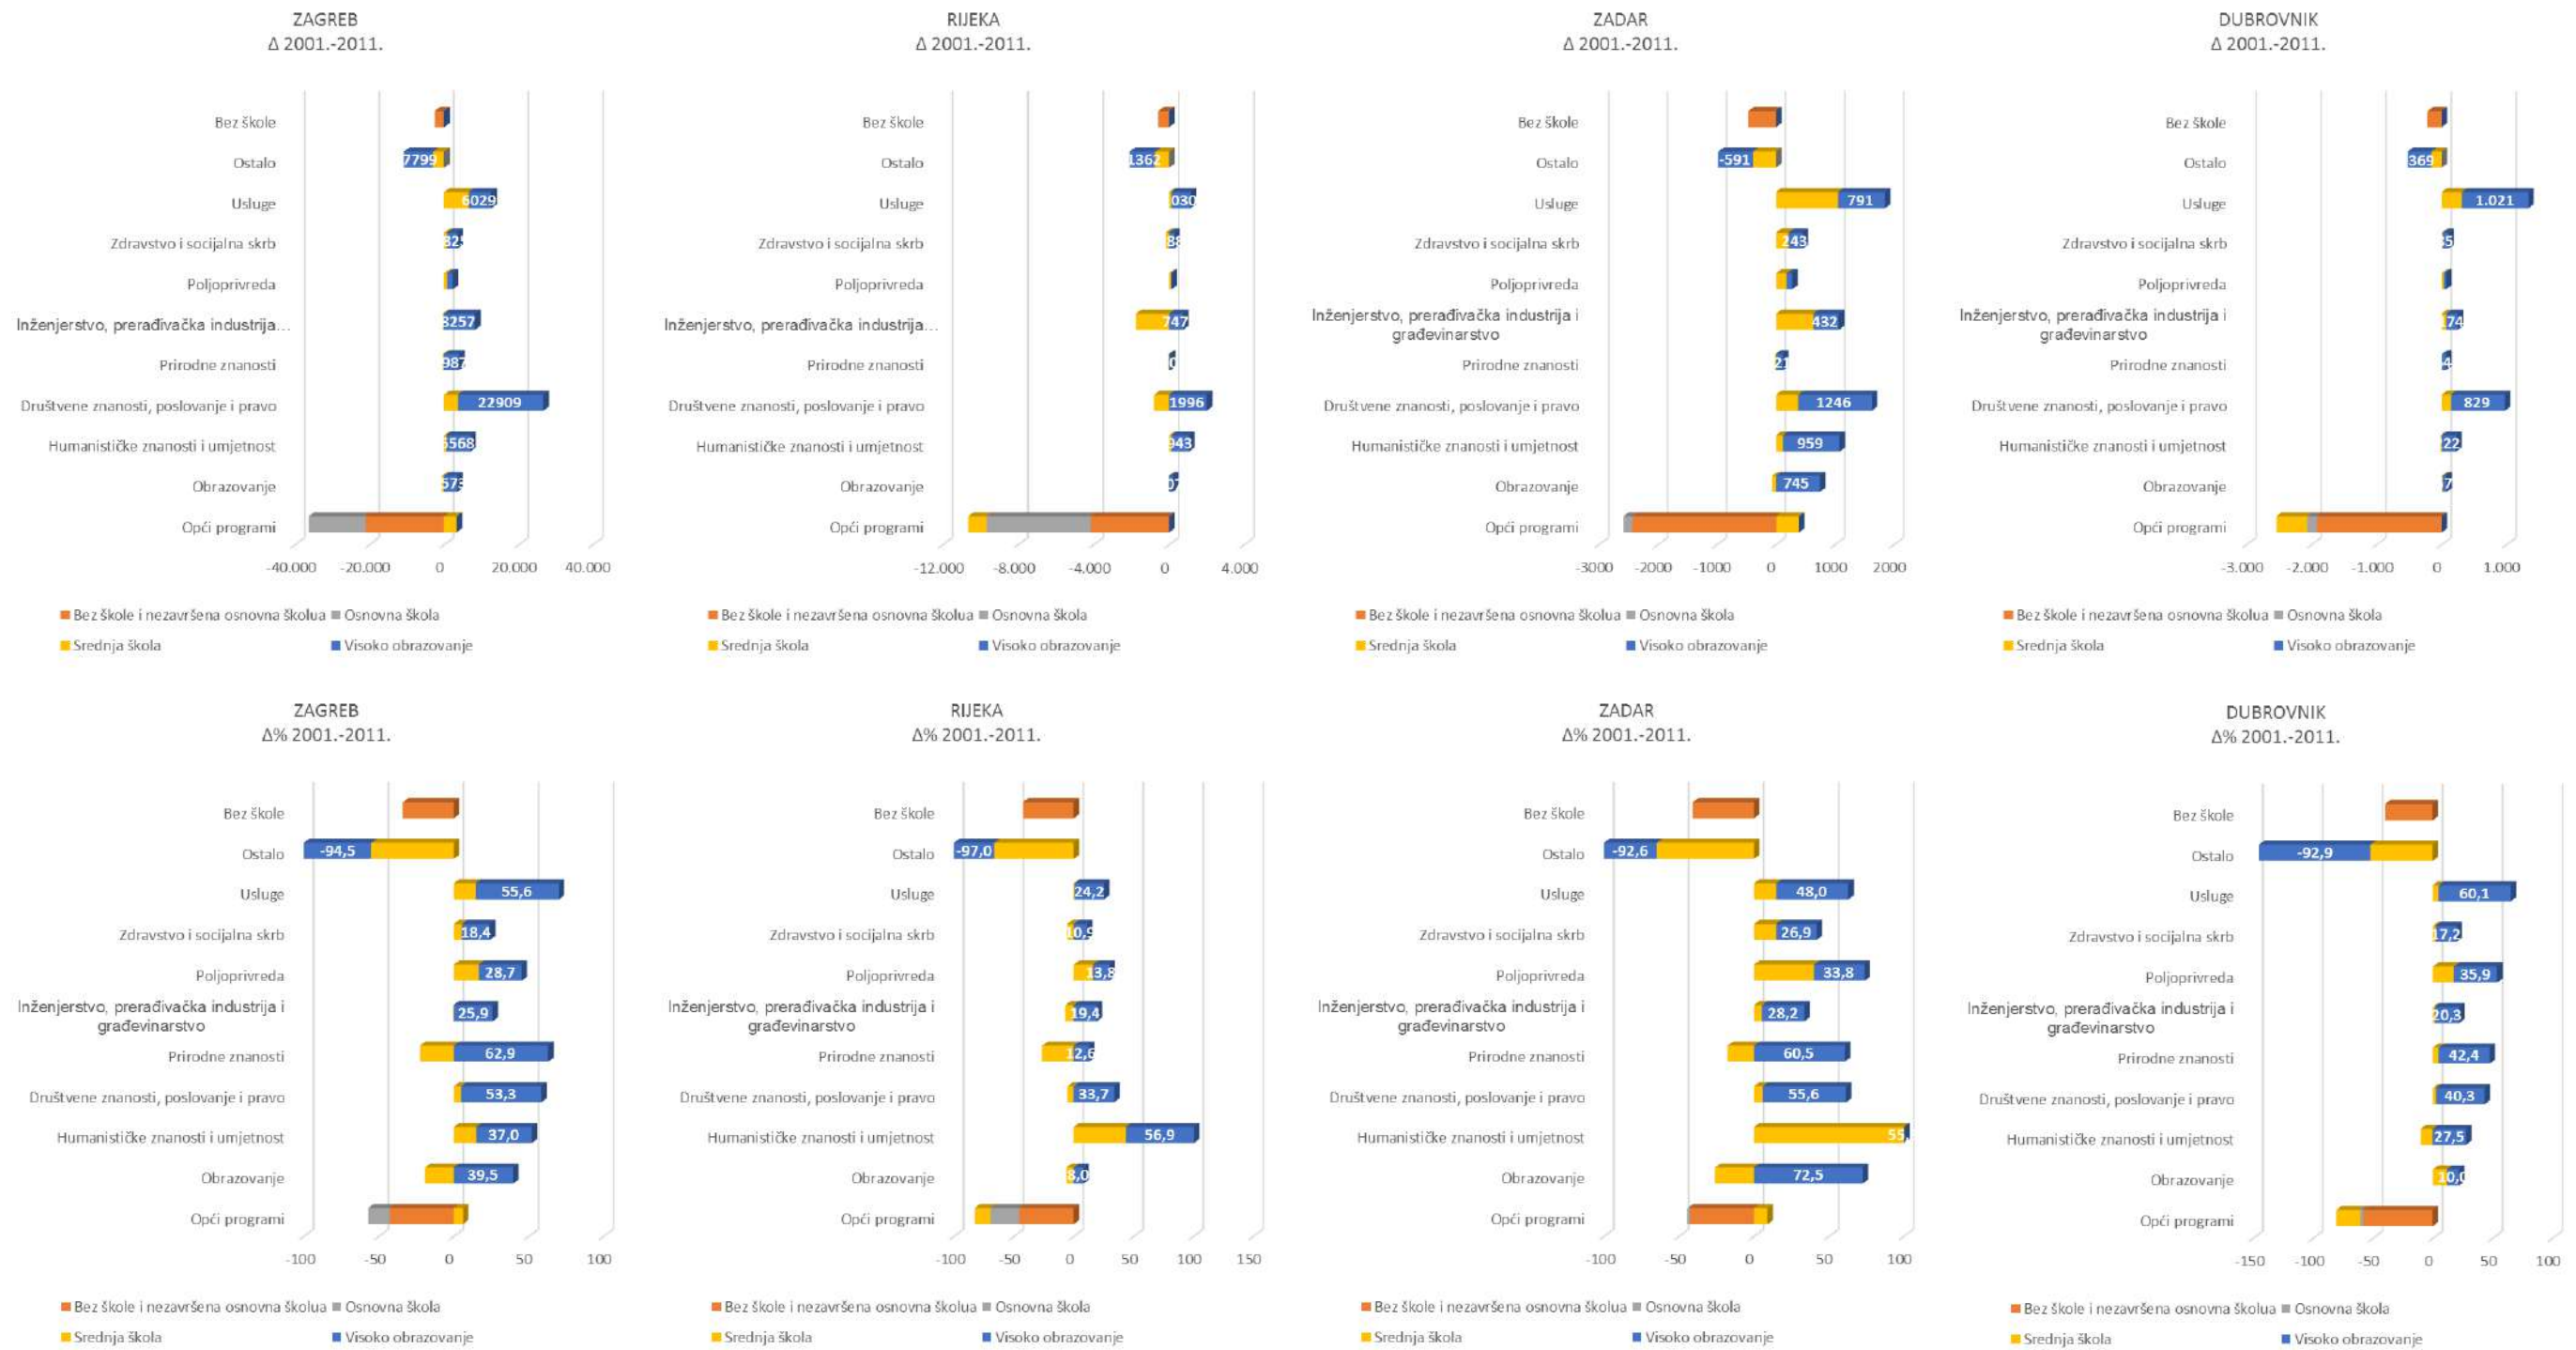 ZAGREB
Δ 2001.-2011.
Bez škole
Ostalo
7799
Usluge
6029
Zdravstvo i socijalna skrb
Poljoprivreda
Inženjerstvo, prerađivačka industrija...
3257
Prirodne znanosti
987
Društvene znanosti, poslovanje i pravo
22909
Humanističke znanosti i umjetnost
568
Obrazovanje
573
Opći programi
-40.000 -20.000 0 20.000 40.000
Bez škole i nezavršena osnovna školua Osnovna škola
Srednja škola Visoko obrazovanje
RIJEKA
Δ 2001.-2011.
Bez škole
Ostalo
1362
Usluge
030
Zdravstvo i socijalna skrb
Poljoprivreda
Inženjerstvo, prerađivačka industrija...
747
Prirodne znanosti
Društvene znanosti, poslovanje i pravo
1996
Humanističke znanosti i umjetnost
943
Obrazovanje
Opći programi
-12.000 -8.000 -4.000 0 4.000
Bez škole i nezavršena osnovna školua Osnovna škola
Srednja škola Visoko obrazovanje
ZADAR
Δ 2001.-2011.
Bez škole
Ostalo
-591
Usluge
791
Zdravstvo i socijalna skrb
243
Poljoprivreda
Inženjerstvo, prerađivačka industrija i
građevinarstvo
432
Prirodne znanosti
21
Društvene znanosti, poslovanje i pravo
1246
Humanističke znanosti i umjetnost
959
Obrazovanje
745
Opći programi
-3000 -2000 -1000 0 1000 2000
Bez škole i nezavršena osnovna školua Osnovna škola
Srednja škola Visoko obrazovanje
DUBROVNIK
Δ 2001.-2011.
Bez škole
Ostalo
369
Usluge
1.021
Zdravstvo i socijalna skrb
Poljoprivreda
Inženjerstvo, prerađivačka industrija i
građevinarstvo
74
Prirodne znanosti
Društvene znanosti, poslovanje i pravo
829
Humanističke znanosti i umjetnost
22
Obrazovanje
Opći programi
-3.000 -2.000 -1.000 0 1.000
Bez škole i nezavršena osnovna školua Osnovna škola
Srednja škola Visoko obrazovanje
ZAGREB
Δ% 2001.-2011.
Bez škole
Ostalo
-94,5
Usluge
55,6
Zdravstvo i socijalna skrb
18,4
Poljoprivreda
28,7
Inženjerstvo, prerađivačka industrija i
građevinarstvo
25,9
Prirodne znanosti
62,9
Društvene znanosti, poslovanje i pravo
53,3
Humanističke znanosti i umjetnost
37,0
Obrazovanje
39,5
Opći programi
-100 -50 0 50 100
Bez škole i nezavršena osnovna školua Osnovna škola
Srednja škola Visoko obrazovanje
RIJEKA
Δ% 2001.-2011.
Bez škole
Ostalo
-97,0
Usluge
24,2
Zdravstvo i socijalna skrb
10,9
Poljoprivreda
13,8
Inženjerstvo, prerađivačka industrija i
građevinarstvo
19,4
Prirodne znanosti
12,6
Društvene znanosti, poslovanje i pravo
33,7
Humanističke znanosti i umjetnost
56,9
Obrazovanje
8,0
Opći programi
-100 -50 0 50 100 150
Bez škole i nezavršena osnovna školua Osnovna škola
Srednja škola Visoko obrazovanje
ZADAR
Δ% 2001.-2011.
Bez škole
Ostalo
-92,6
Usluge
48,0
Zdravstvo i socijalna skrb
26,9
Poljoprivreda
33,8
Inženjerstvo, prerađivačka industrija i
građevinarstvo
28,2
Prirodne znanosti
60,5
Društvene znanosti, poslovanje i pravo
55,6
Humanističke znanosti i umjetnost
Obrazovanje
72,5
Opći programi
-100 -50 0 50 100
Bez škole i nezavršena osnovna školua Osnovna škola
Srednja škola Visoko obrazovanje
DUBROVNIK
Δ% 2001.-2011.
Bez škole
Ostalo
-92,9
Usluge
60,1
Zdravstvo i socijalna skrb
17,2
Poljoprivreda
35,9
Inženjerstvo, prerađivačka industrija i
građevinarstvo
20,3
Prirodne znanosti
42,4
Društvene znanosti, poslovanje i pravo
40,3
Humanističke znanosti i umjetnost
27,5
Obrazovanje
10,0
Opći programi
-150 -100 -50 0 50 100
Bez škole i nezavršena osnovna školua Osnovna škola
Srednja škola Visoko obrazovanje